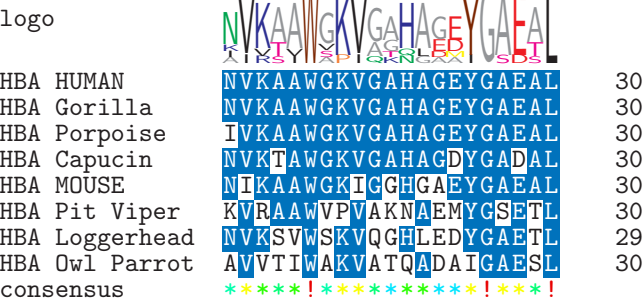 logo
HBA HUMAN NVKAAWGKVGAHAGEYGAEAL 30
HBA Gorilla NVKAAWGKVGAHAGEYGAEAL 30
HBA Porpoise IVKAAWGKVGAHAGEYGAEAL 30
HBA Capucin NVKTAWGKVGAHAGDYGADAL 30
HBA MOUSE NIKAAWGKIGGHGAEYGAEAL 30
HBA Pit Viper KVRAAWVPVAKNAEMYGSETL 30
HBA Loggerhead NVKSVWSKVQGHLEDYGAETL 29
HBA Owl Parrot AVVTIWAKVATQADAIGAESL 30
consensus *****!**********!***!